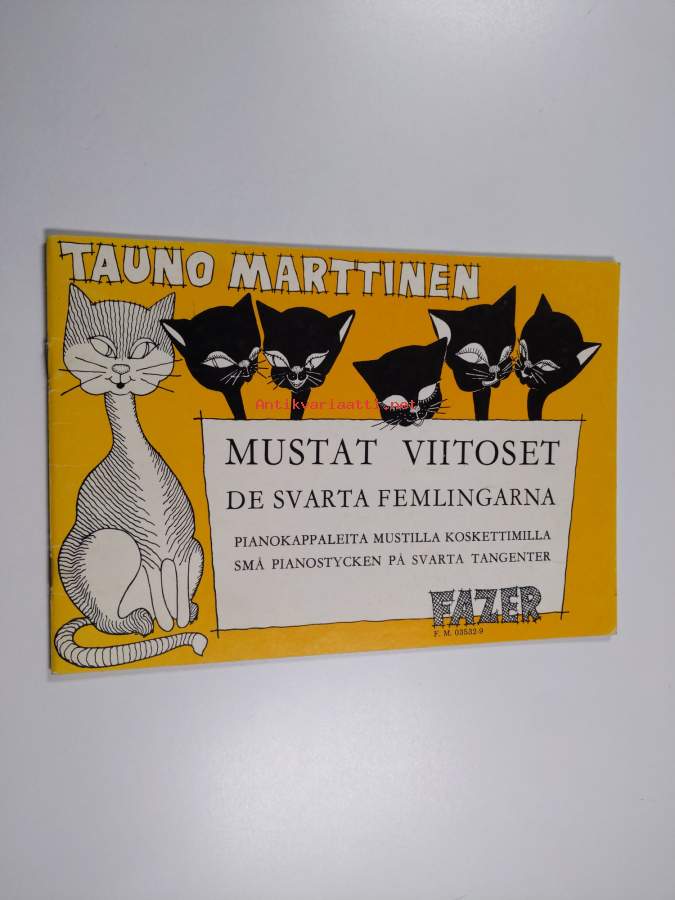 TAUNO MARTTINEN
Antikvariaatti.net
MUSTAT VIITOSET
DE SVARTA FEMLINGARNA
PIANOKAPPALEITA MUSTILLA KOSKETTIMILLA
SMÅ PIANOSTYCKEN PÅ SVARTA TANGENTER
FAZER
F. M. 03532-9